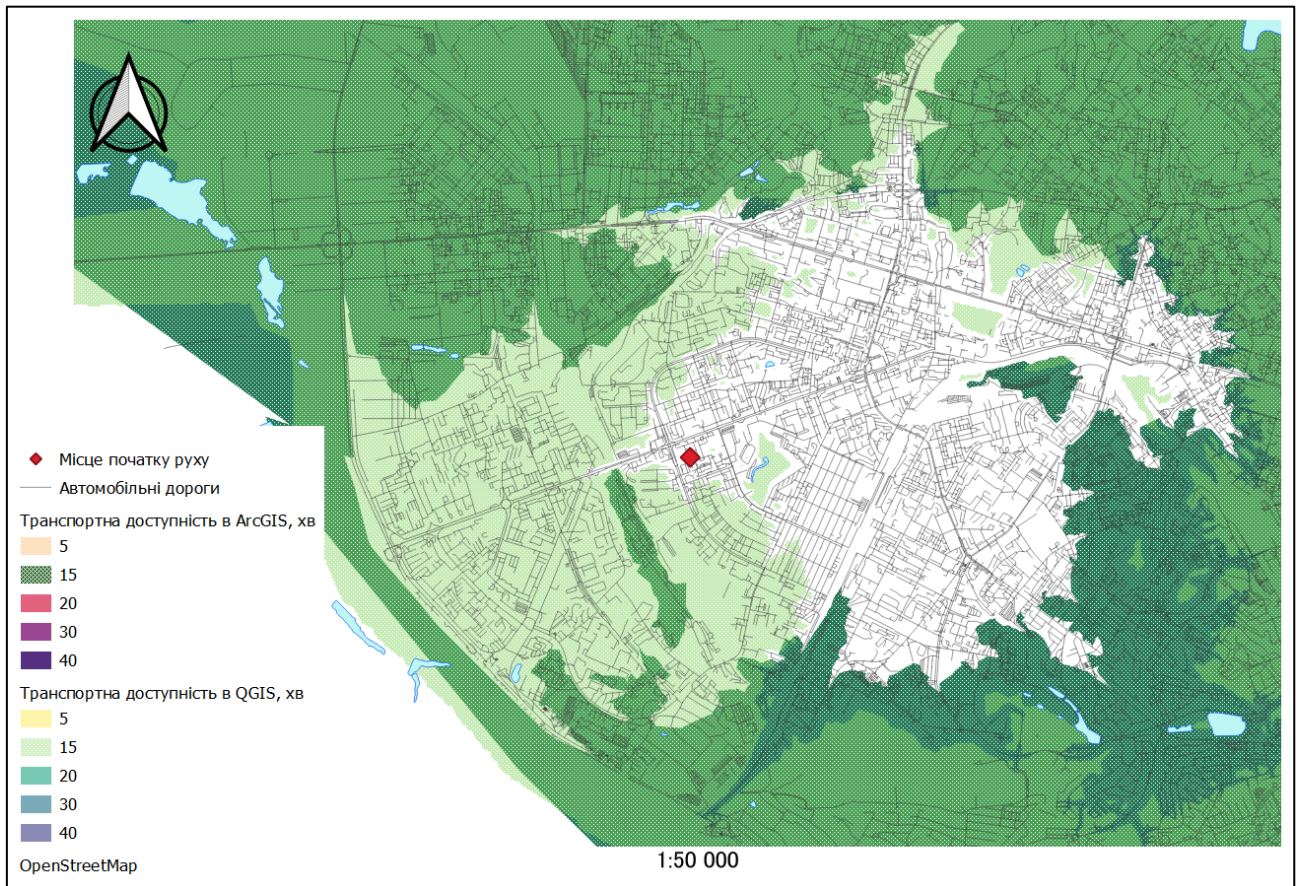 Місце початку руху
Автомобільні дороги
Транспортна доступність в ArcGIS, хв
5
15
20
30
40
Транспортна доступність в QGIS, хв
5
15
20
30
40
OpenStreetMap
1:50 000